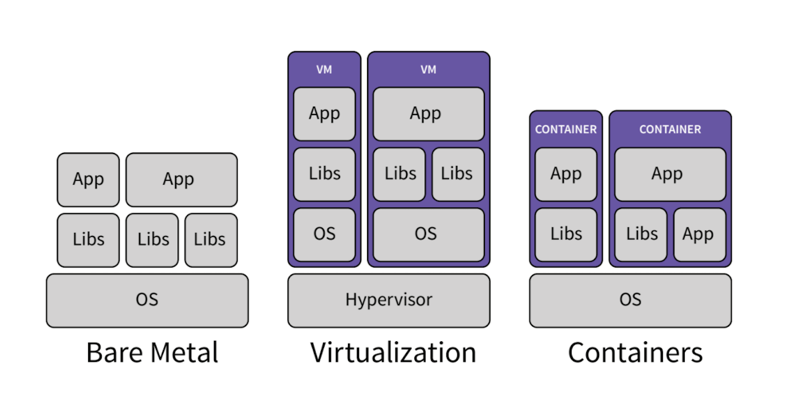 VM VM
App App
CONTAINER CONTAINER
App App Libs Libs Libs App App
Libs Libs Libs OS OS Libs Libs App
OS Hypervisor OS
Bare Metal Virtualization Containers